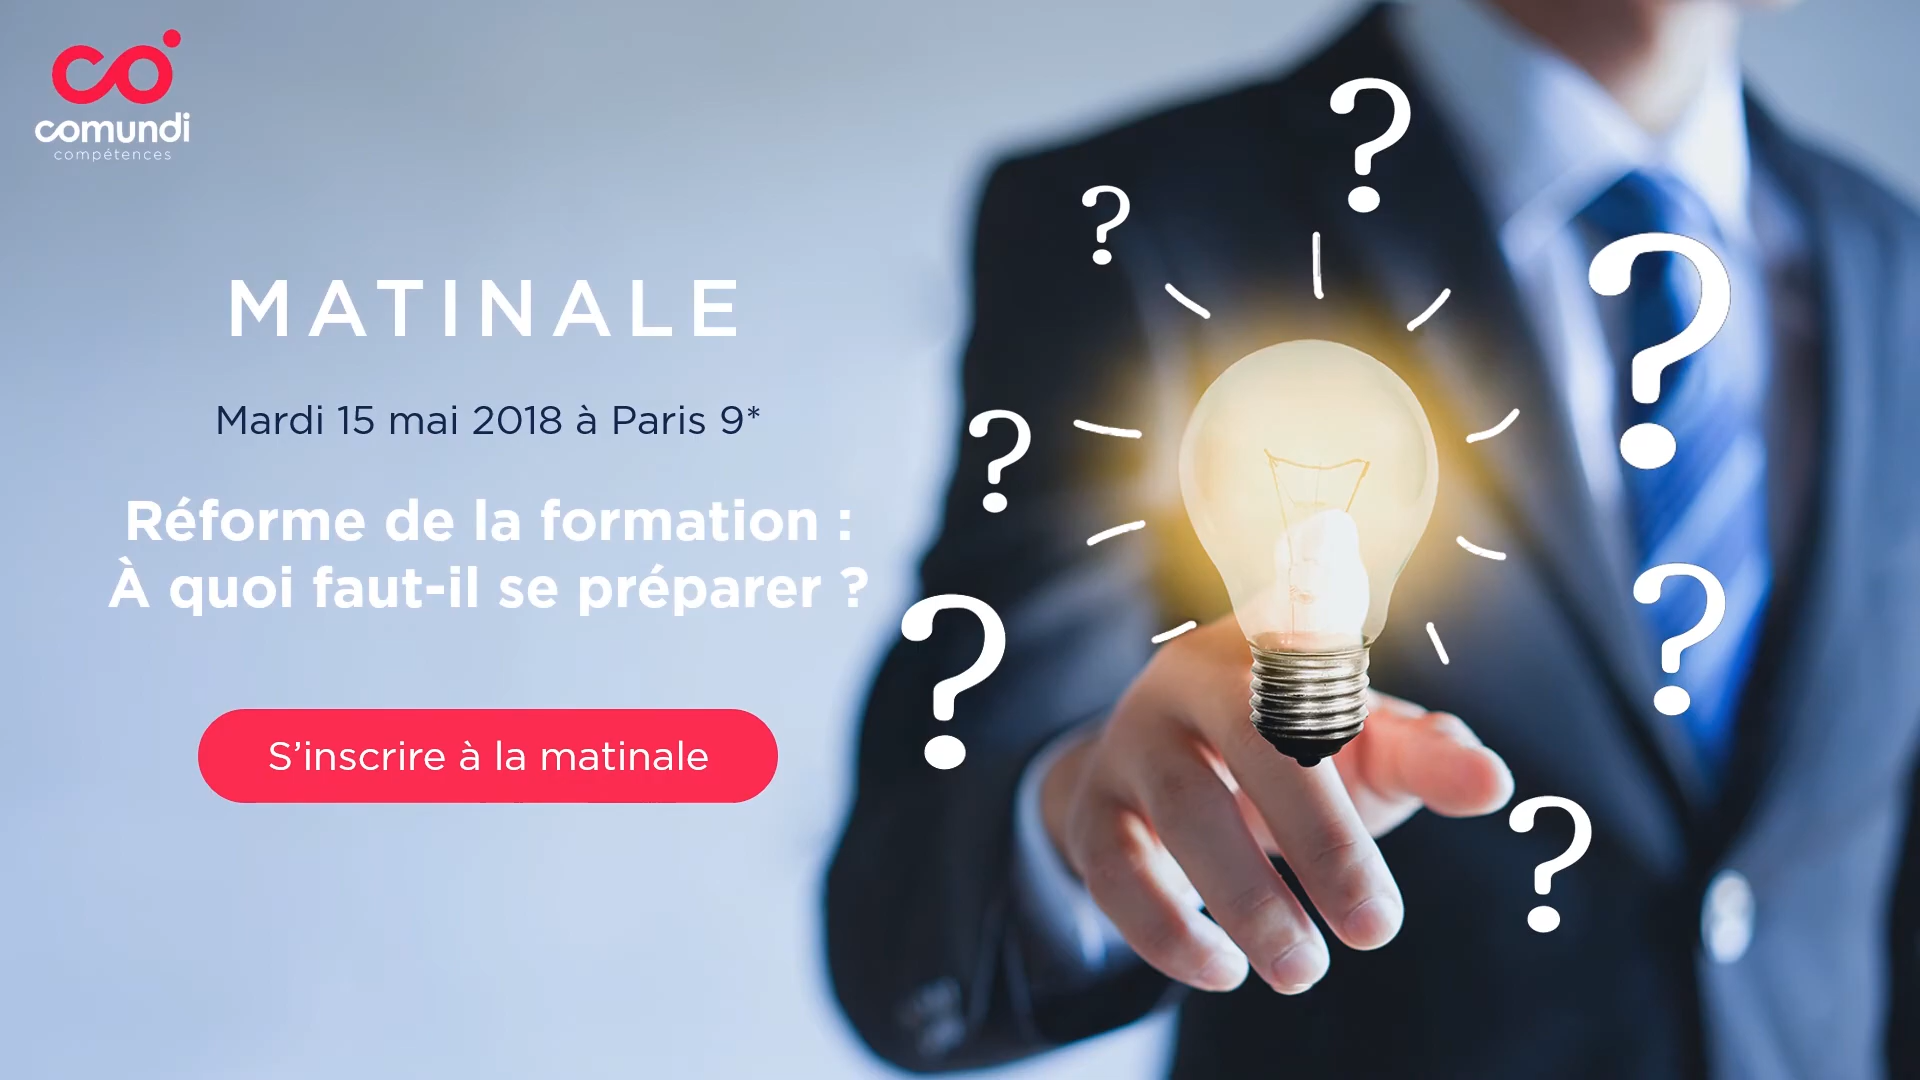 CO
comundi
compétences
MATINALE
Mardi 15 mai 2018 à Paris 9*
Réforme de la formation :
À quoi faut-il se préparer ?
S’inscrire à la matinale
?
?
?
?
?
?
?